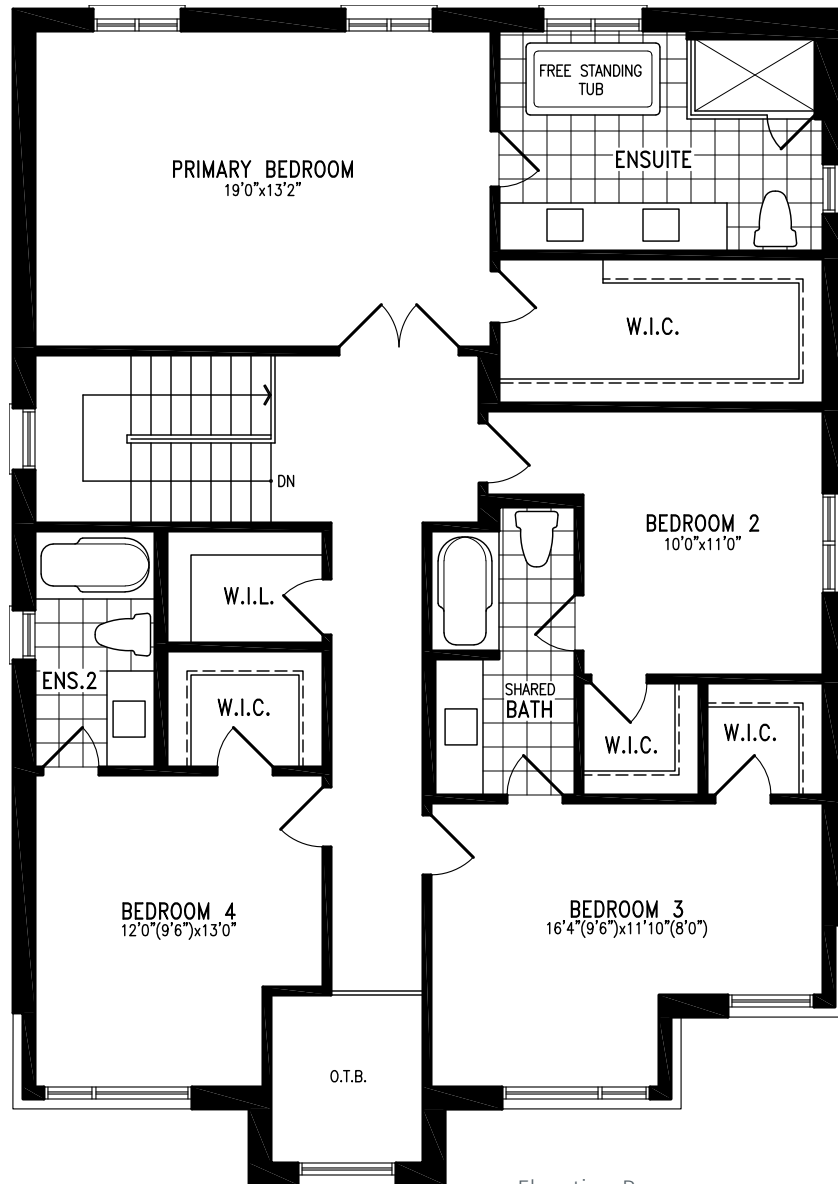 FREE STANDING
TUB
PRIMARY BEDROOM
19'0"x13'2"
ENSUITE
W.I.C.
DN
BEDROOM 2
10'0"x11'0"
W.I.L.
ENS.2
W.I.C.
SHARED
BATH
W.I.C.
W.I.C.
BEDROOM 4
12'0"(9'6")x13'0"
BEDROOM 3
16'4"(9'6")x11'10"(8'0")
O.T.B.